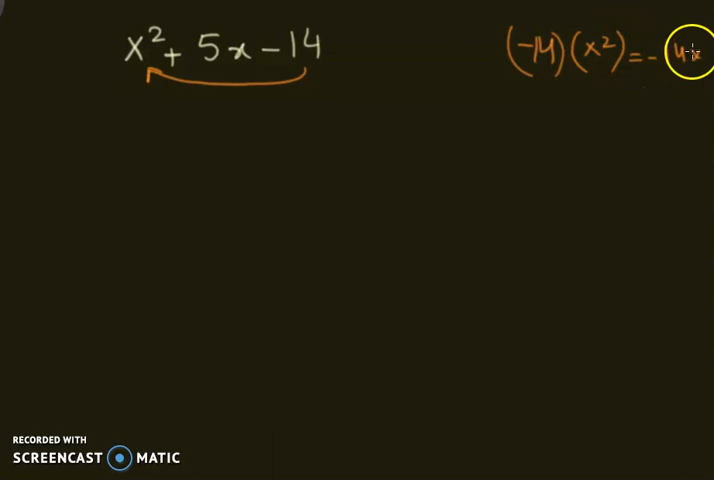 x² + 5x - 14
(-14)(x²) = -
RECORDED WITH
SCREENCAST MATIC